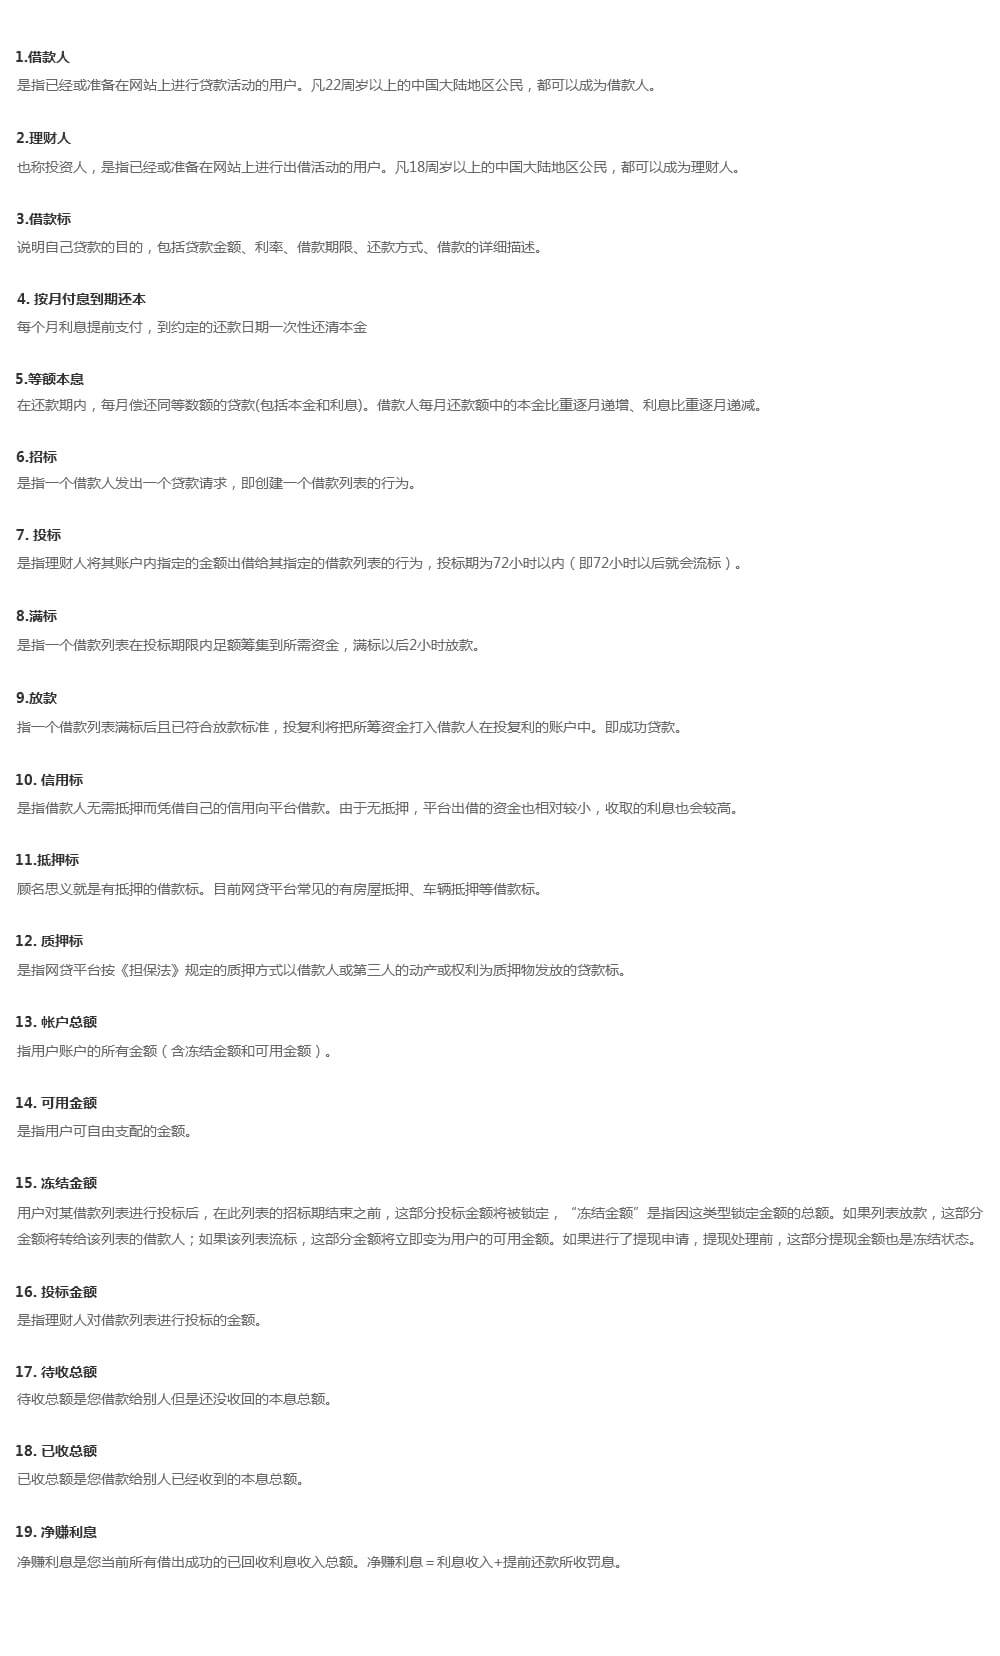 1.借款人
是指已经或准备在网站上进行贷款活动的用户。凡22周岁以上的中国大陆地区公民，都可以成为借款人。
2.理财人
也称投资人，是指已经或准备在网站上进行出借活动的用户。凡18周岁以上的中国大陆地区公民，都可以成为理财人。
3.借款标
说明自己贷款的目的，包括贷款金额、利率、借款期限、还款方式、借款的详细描述。
4. 按月付息到期还本
每个月利息提前支付，到约定的还款日期一次性还清本金
5.等额本息
在还款期内，每月偿还同等数额的贷款(包括本金和利息)。借款人每月还款额中的本金比重逐月递增、利息比重逐月递减。
6.招标
是指一个借款人发出一个贷款请求，即创建一个借款列表的行为。
7. 投标
是指理财人将其账户内指定的金额出借给其指定的借款列表的行为，投标期为72小时以内（即72小时以后就会流标）。
8.满标
是指一个借款列表在投标期限内足额筹集到所需资金，满标以后2小时放款。
9.放款
指一个借款列表满标后且已符合放款标准，投复利将把所筹资金打入借款人在投复利的账户中。即成功贷款。
10. 信用标
是指借款人无需抵押而凭借自己的信用向平台借款。由于无抵押，平台出借的资金也相对较小，收取的利息也会较高。
11.抵押标
顾名思义就是有抵押的借款标。目前网贷平台常见的有房屋抵押、车辆抵押等借款标。
12. 质押标
是指网贷平台按《担保法》规定的质押方式以借款人或第三人的动产或权利为质押物发放的贷款标。
13. 帐户总额
指用户账户的所有金额（含冻结金额和可用金额）。
14. 可用金额
是指用户可自由支配的金额。
15. 冻结金额
用户对某借款列表进行投标后，在此列表的招标期结束之前，这部分投标金额将被锁定，“冻结金额”是指因这类型锁定金额的总额。如果列表放款，这部分
金额将转给该列表的借款人；如果该列表流标，这部分金额将立即变为用户的可用金额。如果进行了提现申请，提现处理前，这部分提现金额也是冻结状态。
16. 投标金额
是指理财人对借款列表进行投标的金额。
17. 待收总额
待收总额是您借款给别人但是还没收回的本息总额。
18. 已收总额
已收总额是您借款给别人已经收到的本息总额。
19. 净赚利息
净赚利息是您当前所有借出成功的已回收利息收入总额。净赚利息＝利息收入+提前还款所收罚息。